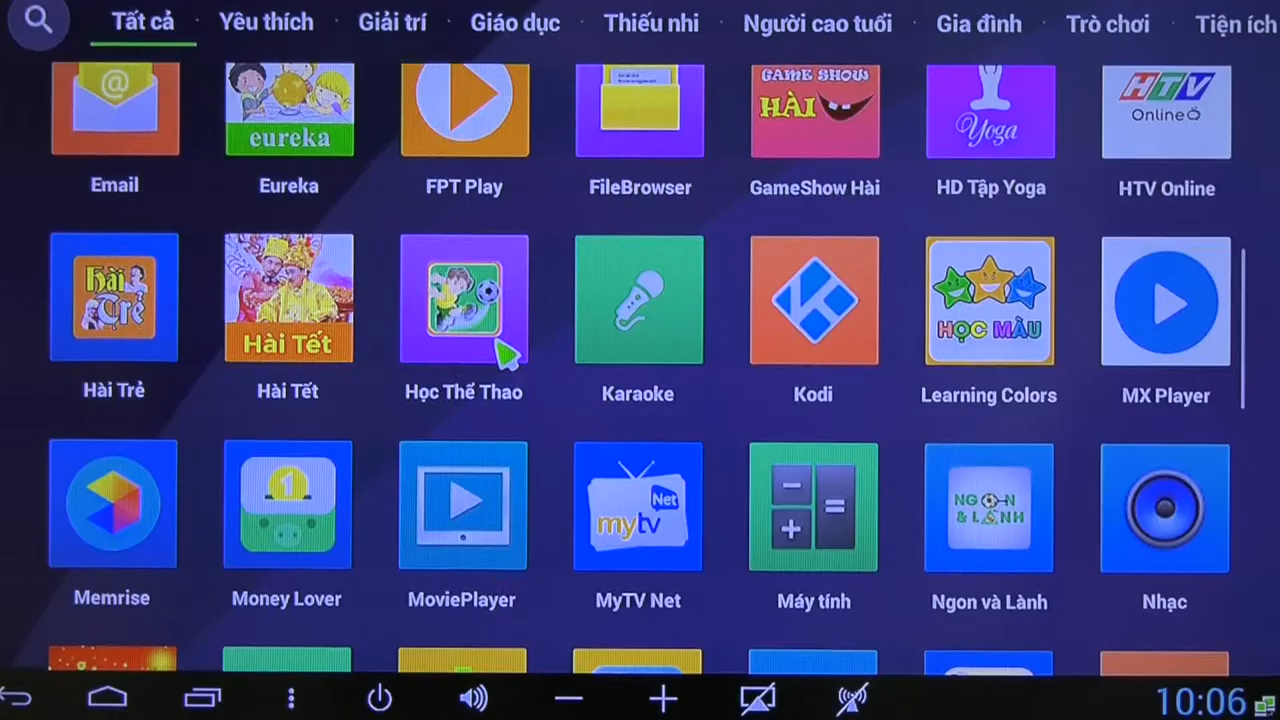 Tất cả · Yêu thích · Giải trí · Giáo dục · Thiếu nhi · Người cao tuổi · Gia đình · Trò chơi · Tiện ích
@
eureka
GAME SHOW
HÀI
Yoga
HTV
Online
Email
Eureka
FPT Play
FileBrowser
GameShow Hài
HD Tập Yoga
HTV Online
Hài
Trẻ
Hài Tết
HỌC MÀU
Hài Trẻ
Hài Tết
Học Thể Thao
Karaoke
Kodi
Learning Colors
MX Player
1
Net
mytv
NGON
& LÀNH
Memrise
Money Lover
MoviePlayer
MyTV Net
Máy tính
Ngon và Lành
Nhạc
10:06